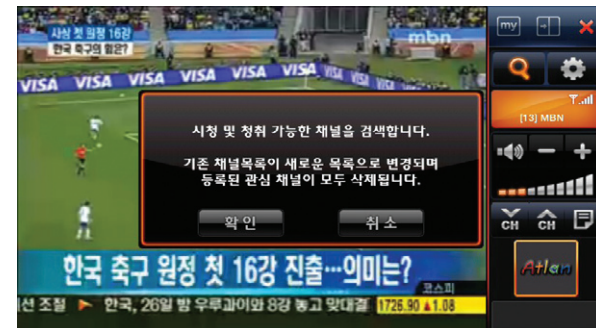 사상 첫 원정 16강
한국 축구의 힘은?
mbn
VISA VISA VISA VISA VISA VISA VISA VISA
my
[13] MBN
시청 및 청취 가능한 채널을 검색합니다.
기존 채널목록이 새로운 목록으로 변경되며
등록된 관심 채널이 모두 삭제됩니다.
확 인
취 소
CH CH
Atlan
한국 축구 원정 첫 16강 진출···의미는?
코스피
선 조절 ▶ 한국, 26일 밤 우루과이와 8강 놓고 맞대결
1726.90 ▲1.08